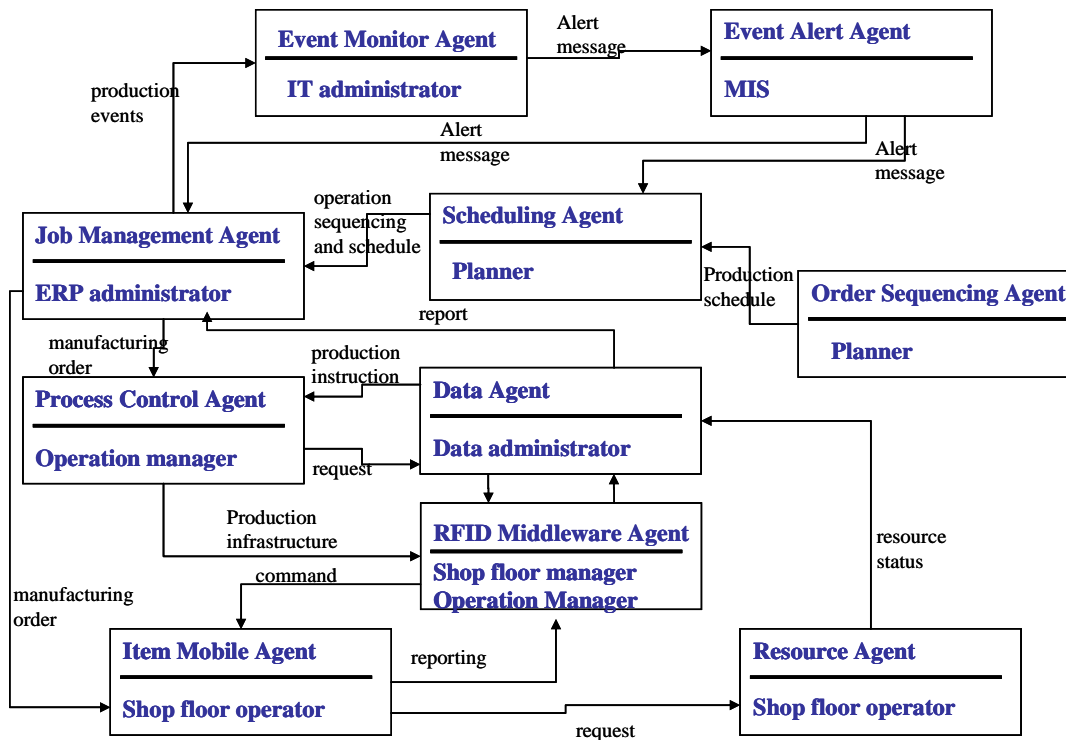 Event Monitor Agent
IT administrator
Alert
message
Event Alert Agent
MIS
production
events
Alert
message
Alert
message
operation
sequencing
and schedule
Scheduling Agent
Planner
Job Management Agent
ERP administrator
Production
schedule
Order Sequencing Agent
Planner
report
manufacturing
order
production
instruction
Process Control Agent
Operation manager
Data Agent
Data administrator
request
Production
infrastructure
RFID Middleware Agent
Shop floor manager
Operation Manager
resource
status
command
manufacturing
order
Item Mobile Agent
Shop floor operator
reporting
Resource Agent
Shop floor operator
request